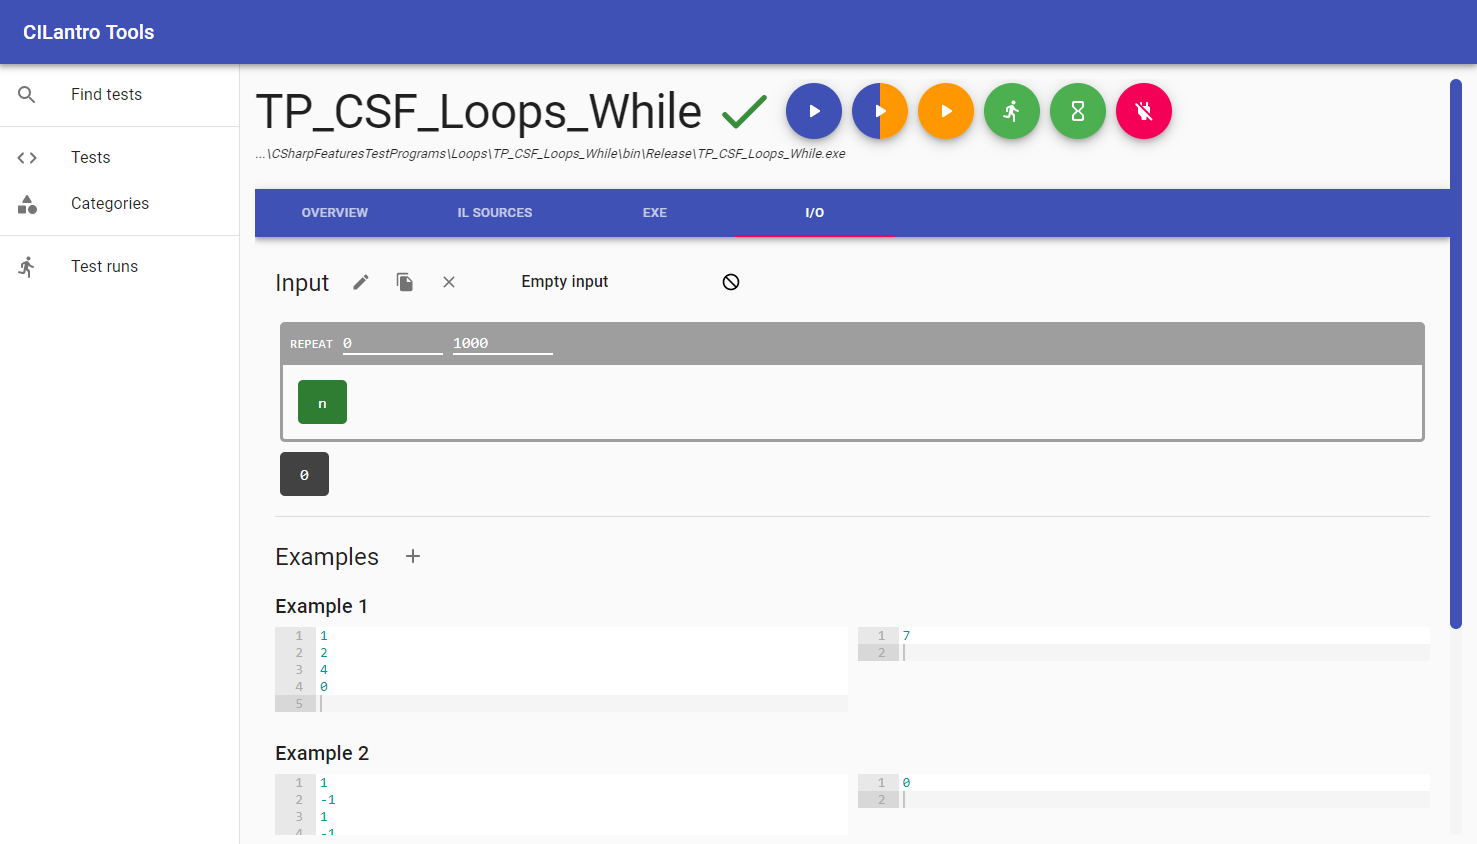 CILantro Tools
Find tests
Tests
Categories
Test runs
TP_CSF_Loops_While
...\CSharpFeaturesTestPrograms\Loops\TP_CSF_Loops_While\bin\Release\TP_CSF_Loops_While.exe
OVERVIEW IL SOURCES EXE I/O
Input Empty input
REPEAT 0 1000
n
0
Examples
Example 1
1 1
2 2
3 4
4 0
5
1 7
2
Example 2
1 1
2 -1
3 1
4 -1
1 0
2